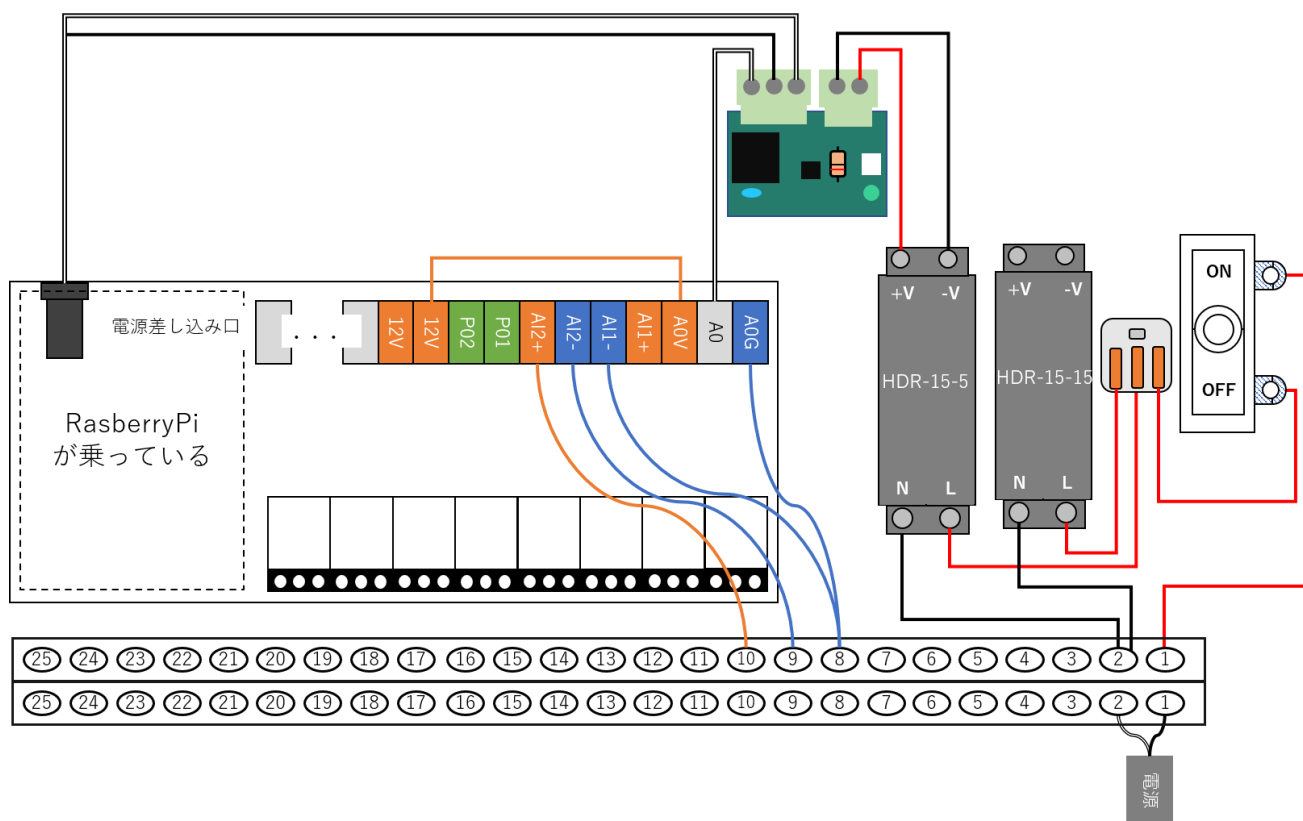 電源差し込み口
RasberryPi
が乗っている
. . .
12V
12V
P02
P01
AI2+
AI2-
AI1-
AI1+
A0V
A0
A0G
+V -V
HDR-15-5
N L
+V -V
HDR-15-15
N L
ON
OFF
25 24 23 22 21 20 19 18 17 16 15 14 13 12 11 10 9 8 7 6 5 4 3 2 1
25 24 23 22 21 20 19 18 17 16 15 14 13 12 11 10 9 8 7 6 5 4 3 2 1
電源